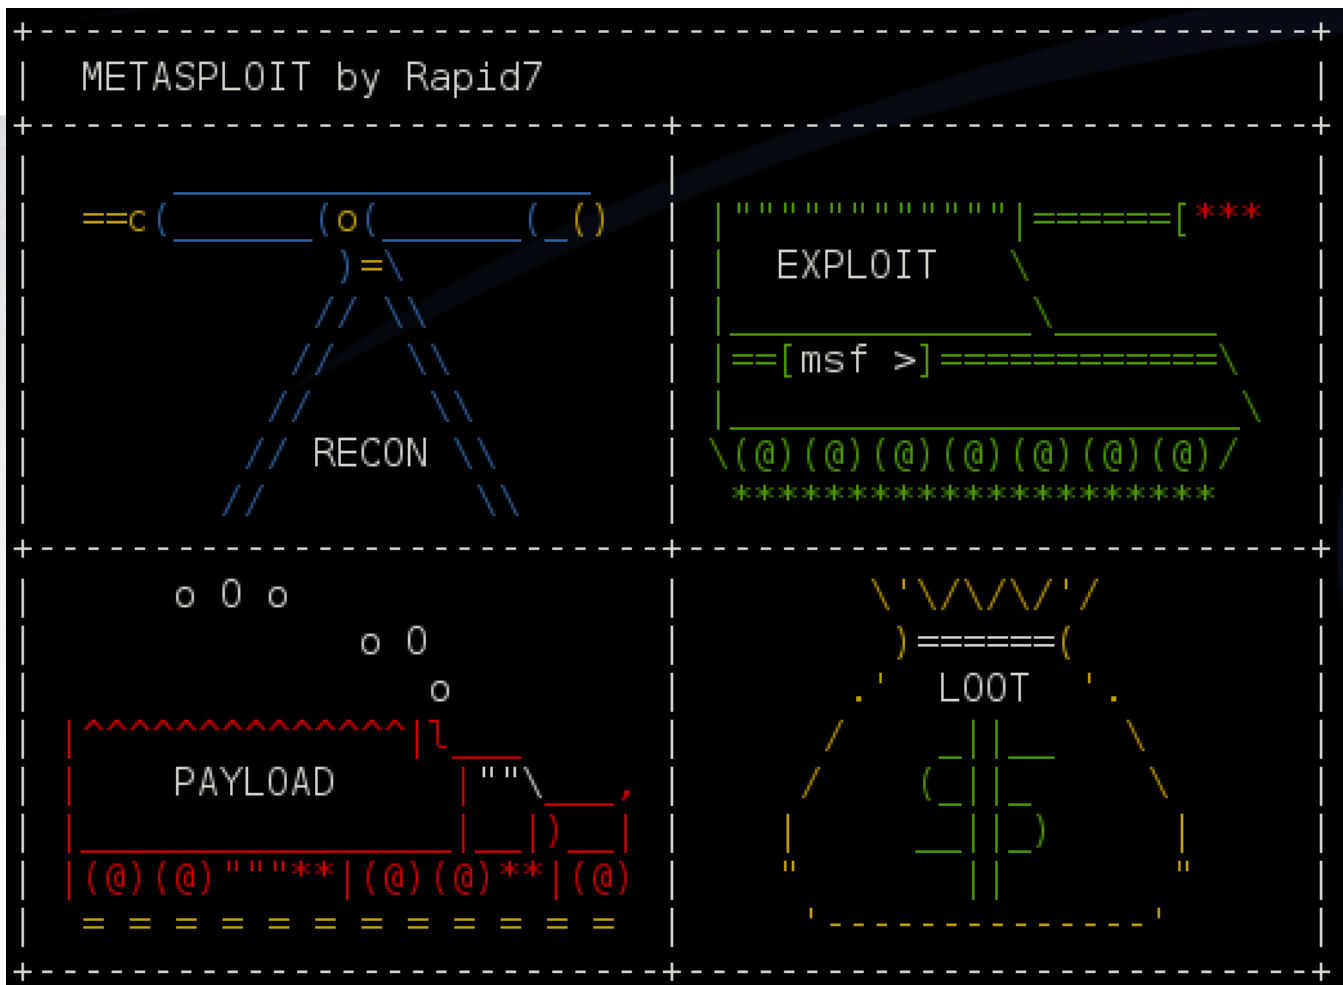 METASPLOIT by Rapid7
RECON
EXPLOIT
==[msf >]============
PAYLOAD
LOOT